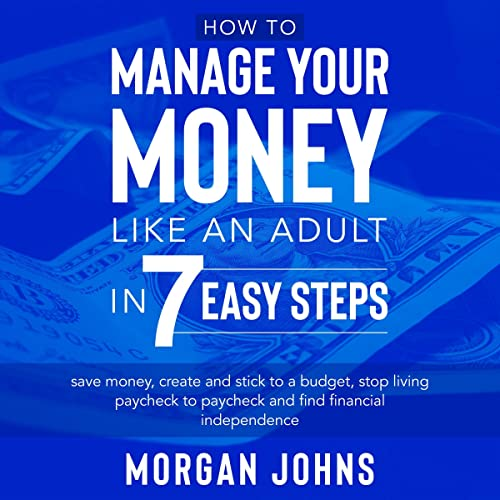 HOW TO
MANAGE YOUR
MONEY
LIKE AN ADULT
IN 7 EASY STEPS
save money, create and stick to a budget, stop living
paycheck to paycheck and find financial
independence
MORGAN JOHNS